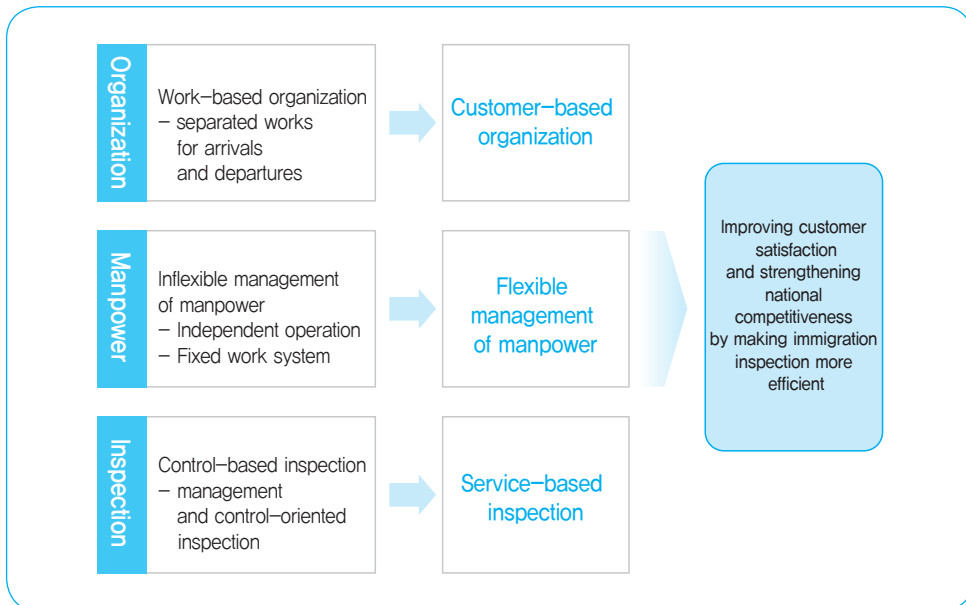 Organization
Work–based organization
– separated works
for arrivals
and departures
Customer–based
organization
Manpower
Inflexible management
of manpower
– Independent operation
– Fixed work system
Flexible
management
of manpower
Inspection
Control–based inspection
– management
and control–oriented
inspection
Service–based
inspection
Improving customer
satisfaction
and strengthening
national
competitiveness
by making immigration
inspection more
efficient